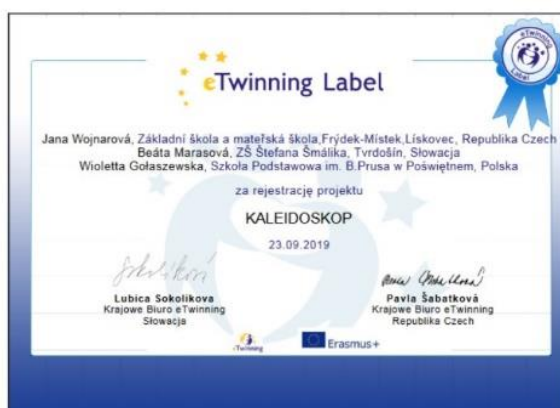 eTwinning
Label
eTwinning Label
Jana Wojnarová, Základní škola a mateřská škola,Frýdek-Místek,Lískovec, Republika Czech
Beáta Marasová, ZŠ Štefana Šmálika, Tvrdošín, Słowacja
Wioletta Gołaszewska, Szkoła Podstawowa im. B.Prusa w Poświętnem, Polska
za rejestrację projektu
KALEIDOSKOP
23.09.2019
Lubica Sokolikova
Krajowe Biuro eTwinning
Słowacja
Pavla Šabatková
Krajowe Biuro eTwinning
Republika Czech
eTwinning
Erasmus+